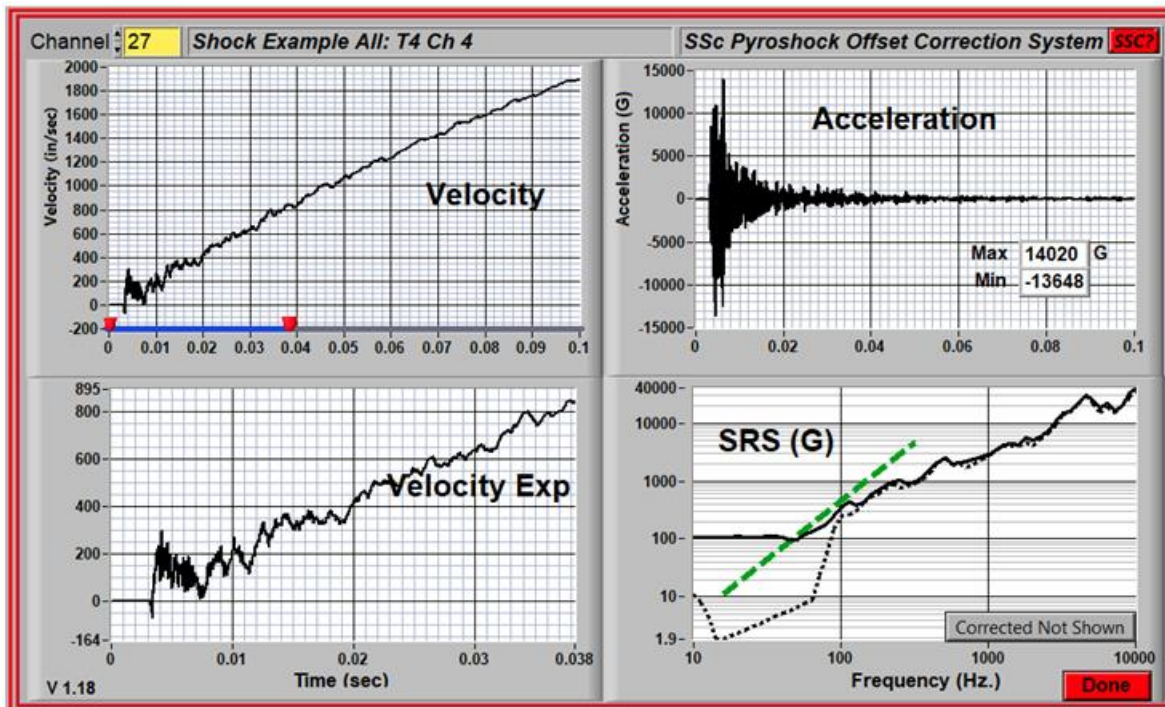 Channel 27 Shock Example All: T4 Ch 4 SSc Pyroshock Offset Correction System SSC?
2000
1800
1600
1400
1200
1000
800
600
400
200
0
-200
Velocity (in/sec)
Velocity
0 0.01 0.02 0.03 0.04 0.05 0.06 0.07 0.08 0.09 0.1
15000
10000
5000
0
-5000
-10000
-15000
Acceleration (G)
Acceleration
Max 14020 G
Min -13648
0 0.02 0.04 0.06 0.08 0.1
895
800
600
400
200
0
-164
Velocity Exp
0 0.01 0.02 0.03 0.038
Time (sec)
V 1.18
40000
10000
1000
100
10
1.9
SRS (G)
Corrected Not Shown
10 100 1000 10000
Frequency (Hz.)
Done